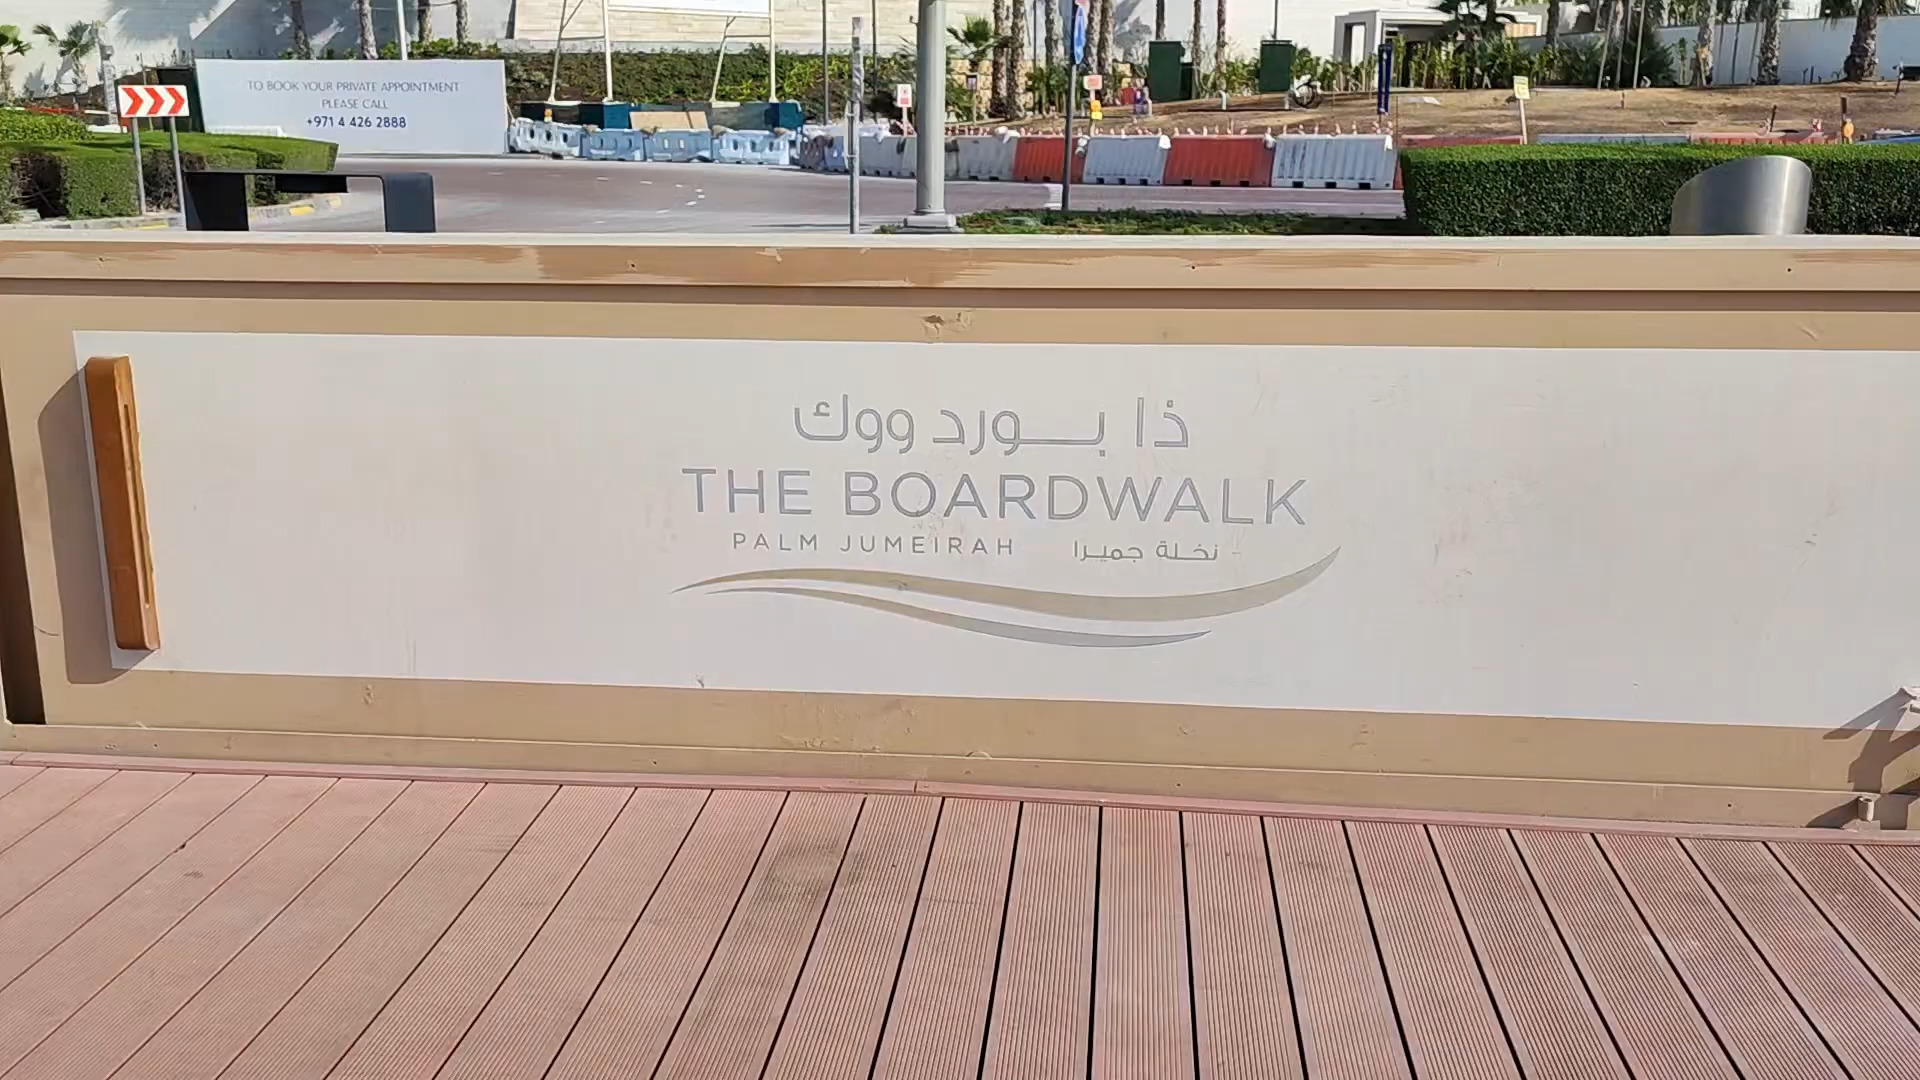 TO BOOK YOUR PRIVATE APPOINTMENT
PLEASE CALL
+971 4 426 2888
ذا بورد ووك
THE BOARDWALK
PALM JUMEIRAH نخلة جميرا